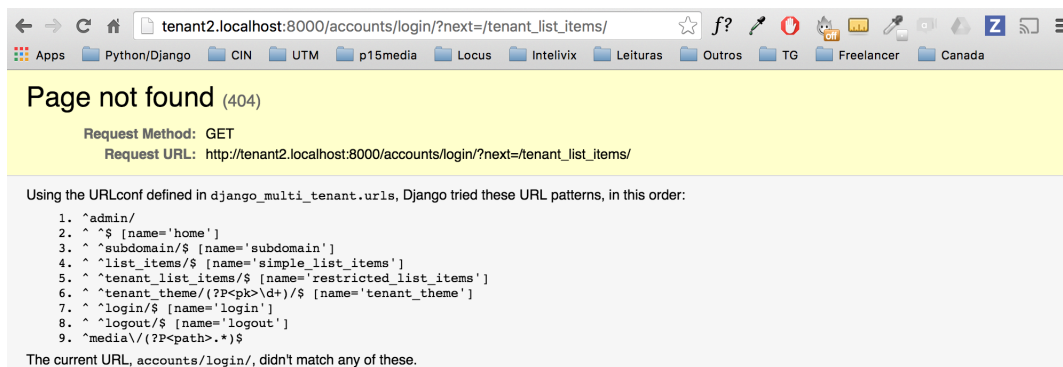 tenant2.localhost:8000/accounts/login/?next=/tenant_list_items/
f?
off
Z
Apps Python/Django CIN UTM p15media Locus Intelivix Leituras Outros TG Freelancer Canada
Page not found (404)
Request Method: GET
Request URL: http://tenant2.localhost:8000/accounts/login/?next=/tenant_list_items/
Using the URLconf defined in django_multi_tenant.urls, Django tried these URL patterns, in this order:
1. ^admin/
2. ^ ^$ [name='home']
3. ^ ^subdomain/$ [name='subdomain']
4. ^ ^list_items/$ [name='simple_list_items']
5. ^ ^tenant_list_items/$ [name='restricted_list_items']
6. ^ ^tenant_theme/(?P<pk>\d+)/$ [name='tenant_theme']
7. ^ ^login/$ [name='login']
8. ^ ^logout/$ [name='logout']
9. ^media\/(?P<path>.*)$
The current URL, accounts/login/, didn't match any of these.